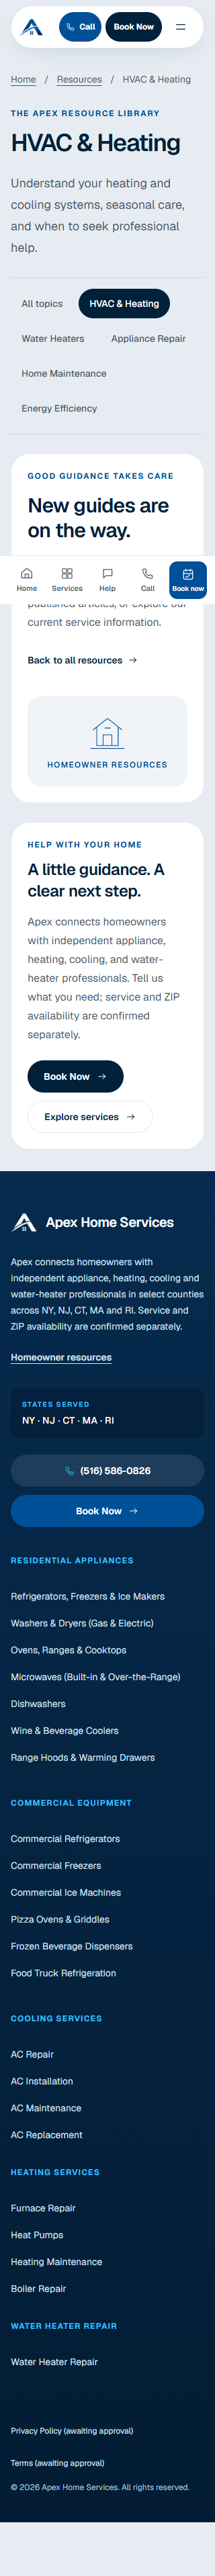 Call
Book Now
Home / Resources / HVAC & Heating
THE APEX RESOURCE LIBRARY
HVAC & Heating
Understand your heating and
cooling systems, seasonal care,
and when to seek professional
help.
All topics
HVAC & Heating
Water Heaters
Appliance Repair
Home Maintenance
Energy Efficiency
GOOD GUIDANCE TAKES CARE
New guides are
on the way.
Home
Services
Help
Call
Book now
published articles, or explore our
current service information.
Back to all resources →
HOMEOWNER RESOURCES
HELP WITH YOUR HOME
A little guidance. A
clear next step.
Apex connects homeowners
with independent appliance,
heating, cooling, and water-
heater professionals. Tell us
what you need; service and ZIP
availability are confirmed
separately.
Book Now →
Explore services →
Apex Home Services
Apex connects homeowners with
independent appliance, heating, cooling and
water-heater professionals in select counties
across NY, NJ, CT, MA and RI. Service and
ZIP availability are confirmed separately.
Homeowner resources
STATES SERVED
NY · NJ · CT · MA · RI
(516) 586-0826
Book Now →
RESIDENTIAL APPLIANCES
Refrigerators, Freezers & Ice Makers
Washers & Dryers (Gas & Electric)
Ovens, Ranges & Cooktops
Microwaves (Built-in & Over-the-Range)
Dishwashers
Wine & Beverage Coolers
Range Hoods & Warming Drawers
COMMERCIAL EQUIPMENT
Commercial Refrigerators
Commercial Freezers
Commercial Ice Machines
Pizza Ovens & Griddles
Frozen Beverage Dispensers
Food Truck Refrigeration
COOLING SERVICES
AC Repair
AC Installation
AC Maintenance
AC Replacement
HEATING SERVICES
Furnace Repair
Heat Pumps
Heating Maintenance
Boiler Repair
WATER HEATER REPAIR
Water Heater Repair
Privacy Policy (awaiting approval)
Terms (awaiting approval)
© 2026 Apex Home Services. All rights reserved.